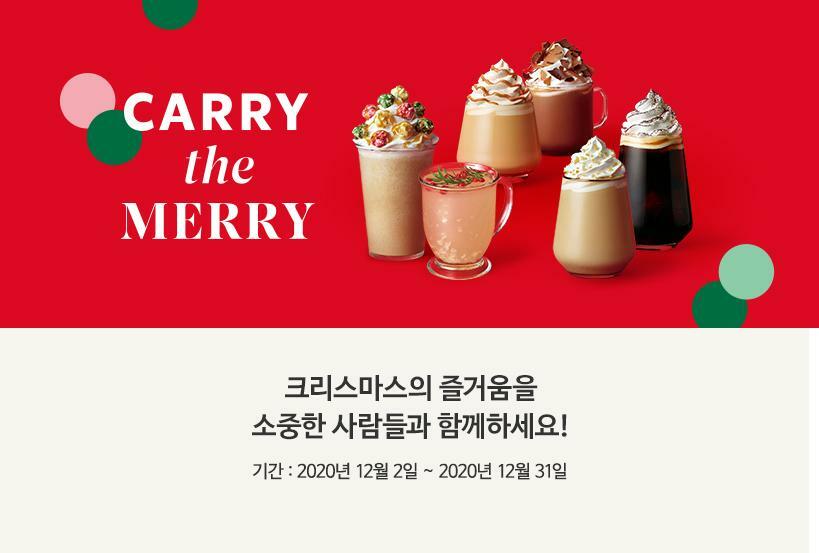 CARRY
the
MERRY
크리스마스의 즐거움을
소중한 사람들과 함께하세요!
기간 : 2020년 12월 2일 ~ 2020년 12월 31일